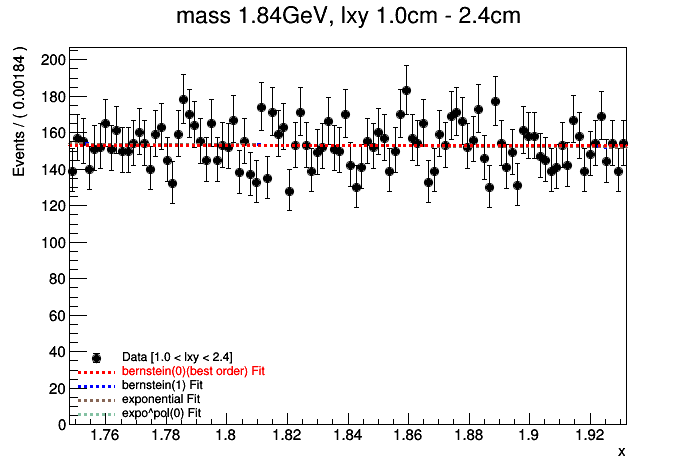 mass 1.84GeV, lxy 1.0cm - 2.4cm
Events / ( 0.00184 )
200
180
160
140
120
100
80
60
40
20
0
Data [1.0 < lxy < 2.4]
bernstein(0)(best order) Fit
bernstein(1) Fit
exponential Fit
expo^pol(0) Fit
1.76 1.78 1.8 1.82 1.84 1.86 1.88 1.9 1.92
x